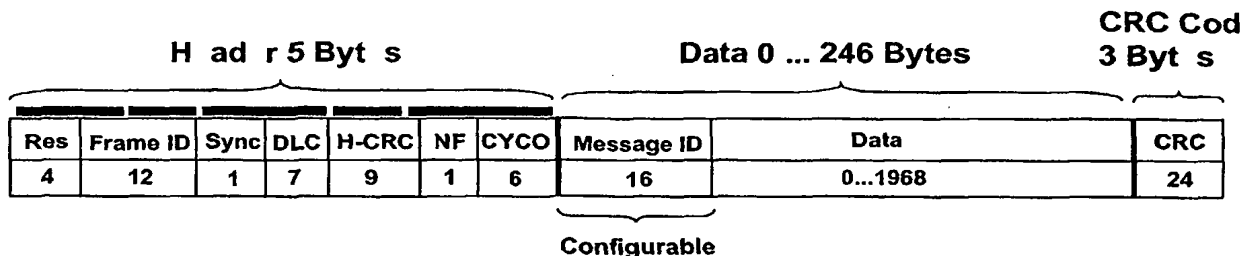 H ad r 5 Byt s
Data 0 ... 246 Bytes
CRC Cod
3 Byt s
Res Frame ID Sync DLC H-CRC NF CYCO Message ID Data CRC
4 12 1 7 9 1 6 16 0...1968 24
Configurable